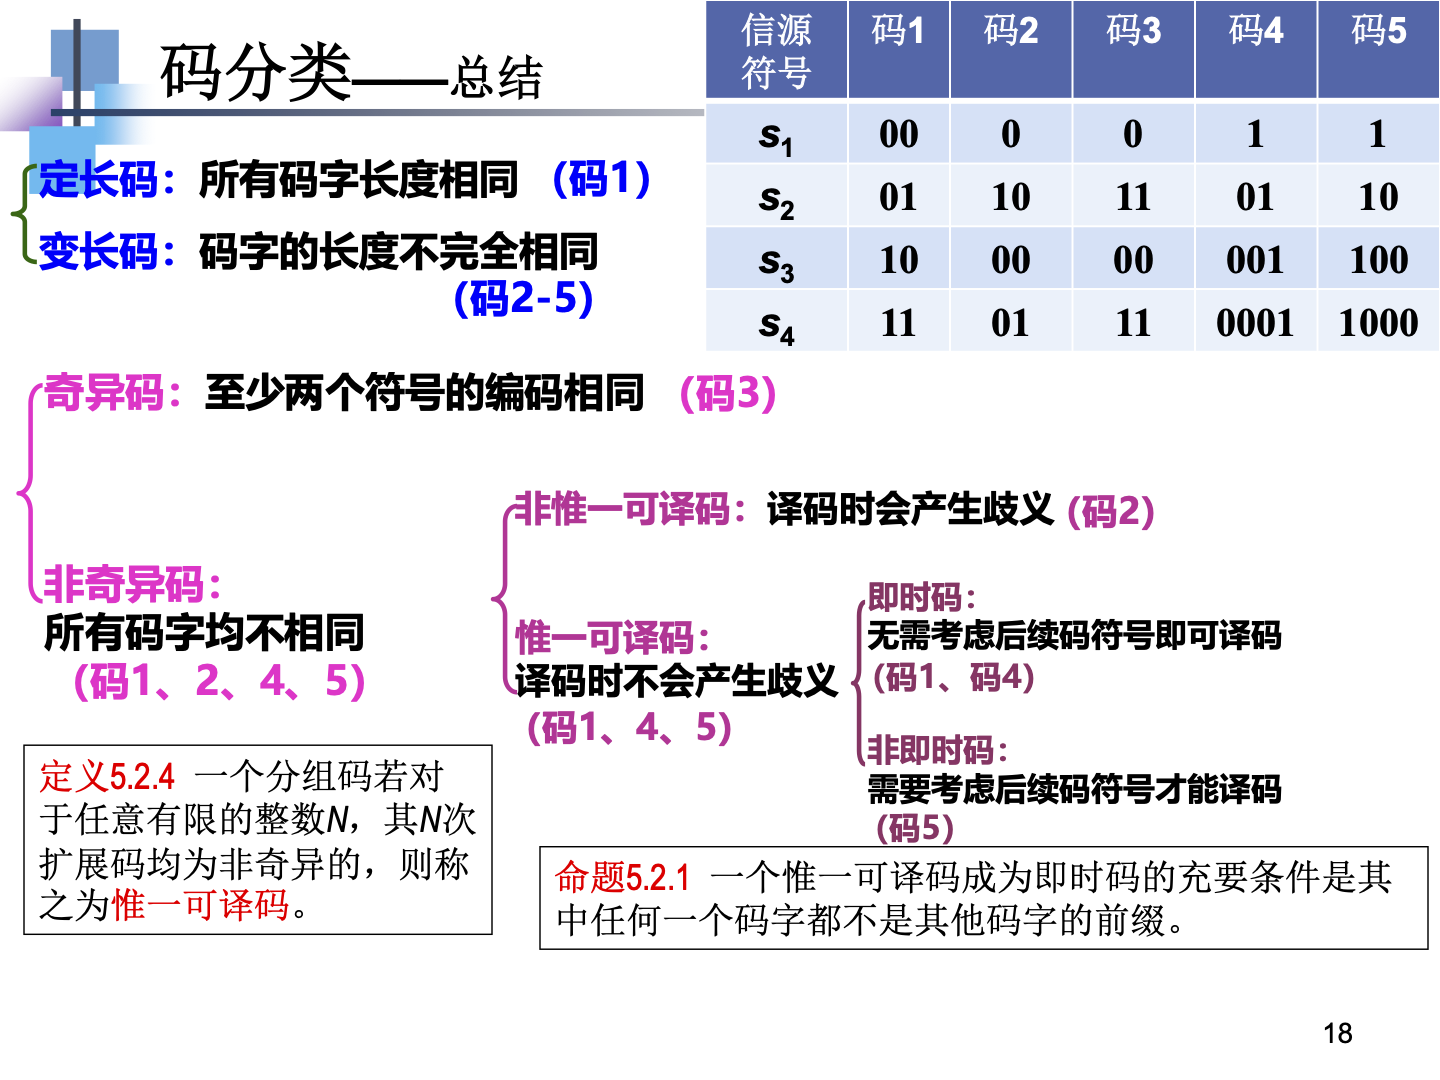 码分类——总结
信源符号 码1 码2 码3 码4 码5
s1 00 0 0 1 1
s2 01 10 11 01 10
s3 10 00 00 001 100
s4 11 01 11 0001 1000
定长码：所有码字长度相同 (码1)
变长码：码字的长度不完全相同
(码2-5)
奇异码：至少两个符号的编码相同 (码3)
非奇异码：
所有码字均不相同
(码1、2、4、5)
非惟一可译码：译码时会产生歧义 (码2)
惟一可译码：
译码时不会产生歧义
(码1、4、5)
即时码：
无需考虑后续码符号即可译码
(码1、码4)
非即时码：
需要考虑后续码符号才能译码
(码5)
定义5.2.4 一个分组码若对
于任意有限的整数N，其N次
扩展码均为非奇异的，则称
之为惟一可译码。
命题5.2.1 一个惟一可译码成为即时码的充要条件是其
中任何一个码字都不是其他码字的前缀。
18